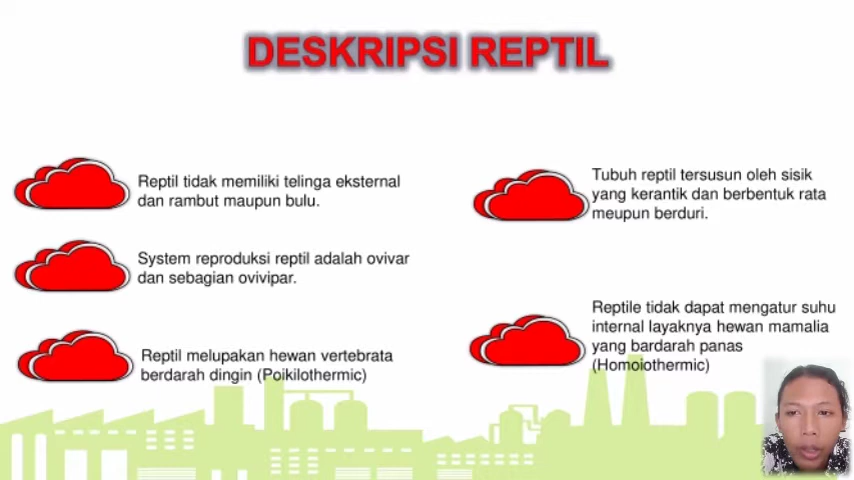 DESKRIPSI REPTIL
Reptil tidak memiliki telinga eksternal
dan rambut maupun bulu.
System reproduksi reptil adalah ovivar
dan sebagian ovivipar.
Reptil melupakan hewan vertebrata
berdarah dingin (Poikilothermic)
Tubuh reptil tersusun oleh sisik
yang kerantik dan berbentuk rata
meupun berduri.
Reptile tidak dapat mengatur suhu
internal layaknya hewan mamalia
yang bardarah panas
(Homoiothermic)